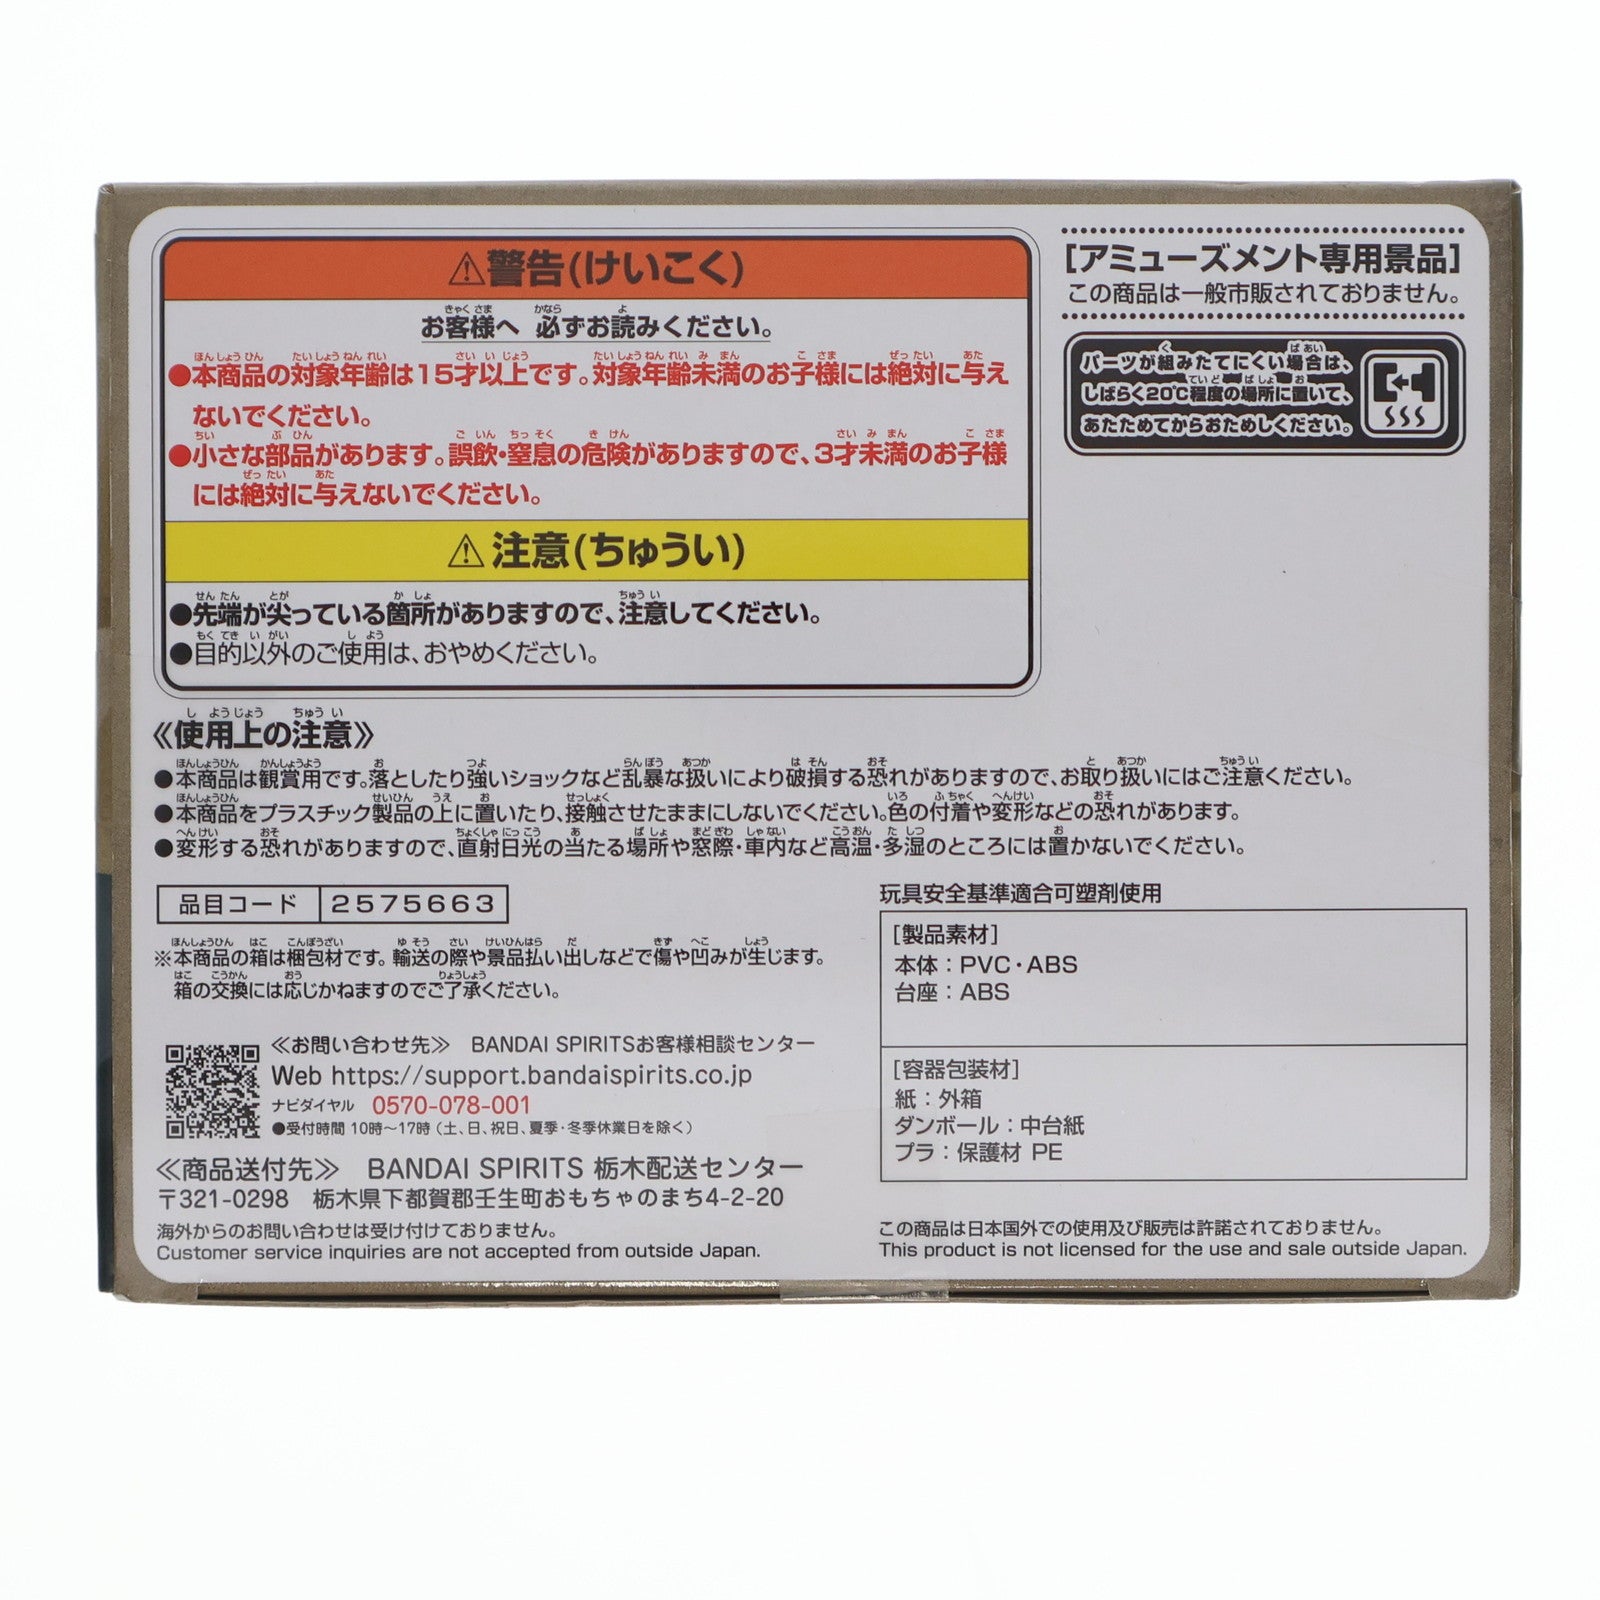 ⚠警告(けいこく)
お客様へ 必ずお読みください。
●本商品の対象年齢は15才以上です。対象年齢未満のお子様には絶対に与え
ないでください。
●小さな部品があります。誤飲・窒息の危険がありますので、3才未満のお子様
には絶対に与えないでください。
⚠注意(ちゅうい)
●先端が尖っている箇所がありますので、注意してください。
●目的以外のご使用は、おやめください。
[アミューズメント専用景品]
この商品は一般市販されておりません。
パーツが組みたてにくい場合は、
しばらく20℃程度の場所に置いて、
あたためてからおためしください。
《使用上の注意》
●本商品は観賞用です。落としたり強いショックなど乱暴な扱いにより破損する恐れがありますので、お取り扱いにはご注意ください。
●本商品をプラスチック製品の上に置いたり、接触させたままにしないでください。色の付着や変形などの恐れがあります。
●変形する恐れがありますので、直射日光の当たる場所や窓際・車内など高温・多湿のところには置かないでください。
品目コード 2575663
※本商品の箱は梱包材です。輸送の際や景品払い出しなどで傷や凹みが生じます。
箱の交換には応じかねますのでご了承ください。
≪お問い合わせ先≫ BANDAI SPIRITSお客様相談センター
Web https://support.bandaispirits.co.jp
ナビダイヤル 0570-078-001
●受付時間 10時～17時（土、日、祝日、夏季・冬季休業日を除く）
≪商品送付先≫ BANDAI SPIRITS 栃木配送センター
〒321-0298 栃木県下都賀郡壬生町おもちゃのまち4-2-20
海外からのお問い合わせは受け付けておりません。
Customer service inquiries are not accepted from outside Japan.
玩具安全基準適合可塑剤使用
[製品素材]
本体：PVC・ABS
台座：ABS
[容器包装材]
紙：外箱
ダンボール：中台紙
プラ：保護材 PE
この商品は日本国外での使用及び販売は許諾されておりません。
This product is not licensed for the use and sale outside Japan.